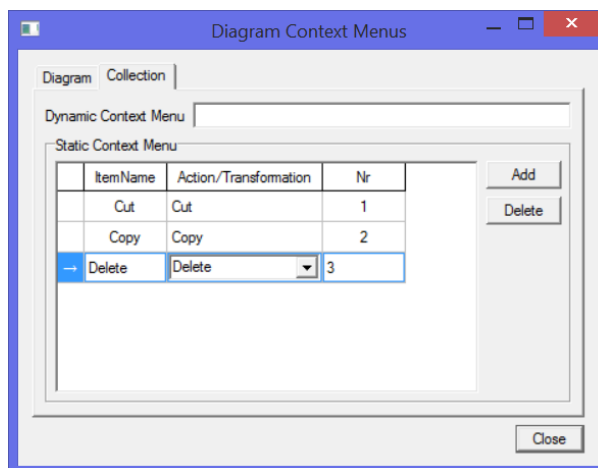 Diagram Context Menus
Diagram Collection
Dynamic Context Menu
Static Context Menu
ItemName Action/Transformation Nr
Cut Cut 1
Copy Copy 2
→ Delete Delete 3
Add
Delete
Close